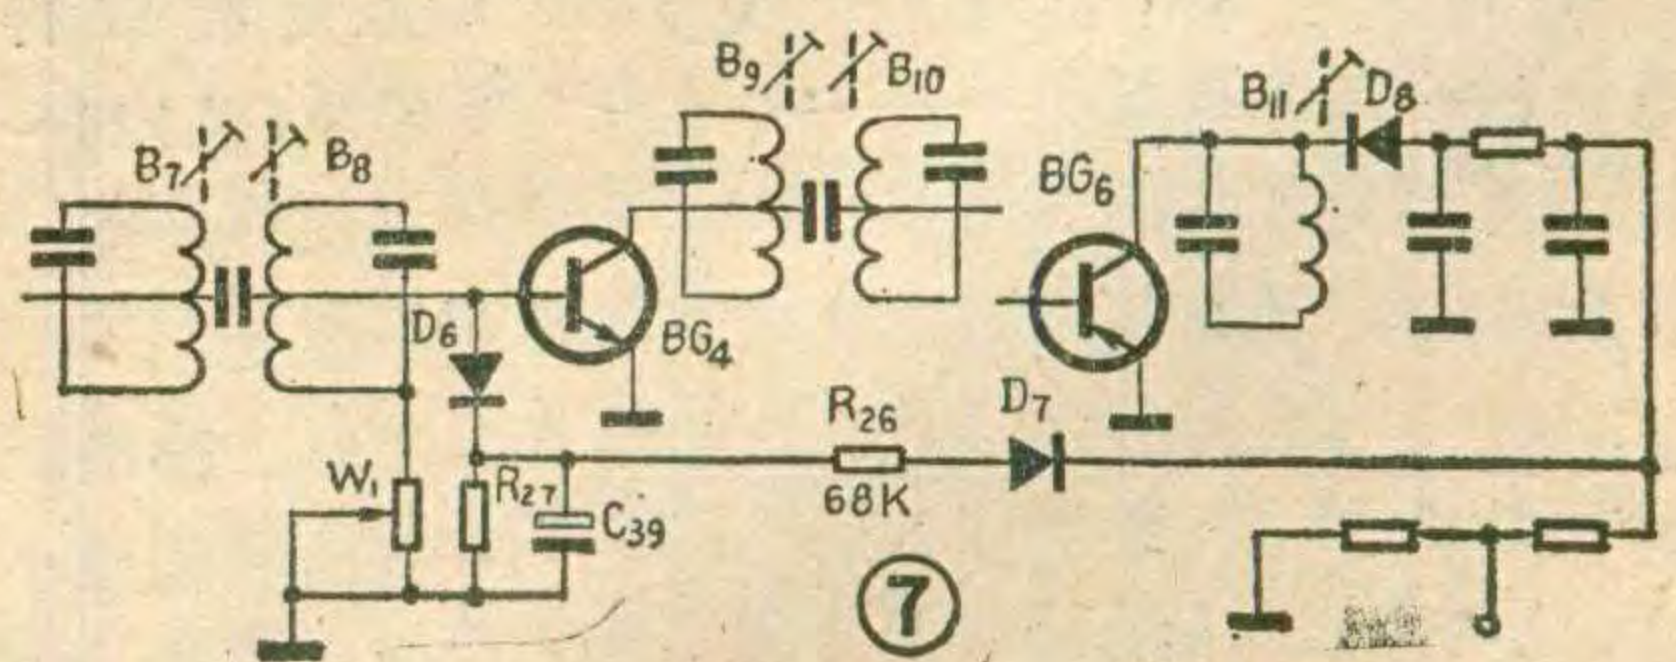 B₇ B₈
B₉ B₁₀
B₁₁ D₈
BG₆
D₆
BG₄
R₂₆
68K
D₇
W₁
R₂₇
C₃₉
7